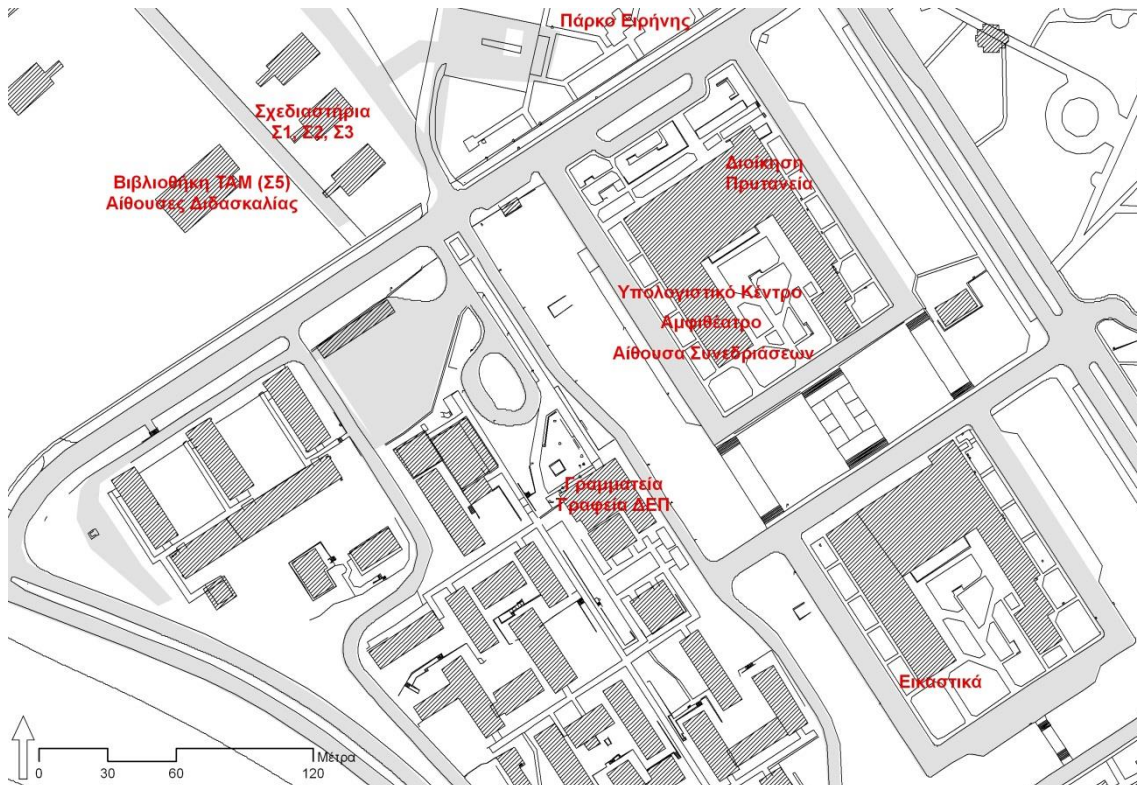 Πάρκο Ειρήνης
Σχεδιαστήρια
Σ1, Σ2, Σ3
Διοίκηση
Πρυτανεία
Βιβλιοθήκη ΤΑΜ (Σ5)
Αίθουσες Διδασκαλίας
Υπολογιστικό Κέντρο
Αμφιθέατρο
Αίθουσα Συνεδριάσεων
Γραμματεία
Γραφεία ΔΕΠ
Εικαστικά
Μέτρα
0 30 60 120